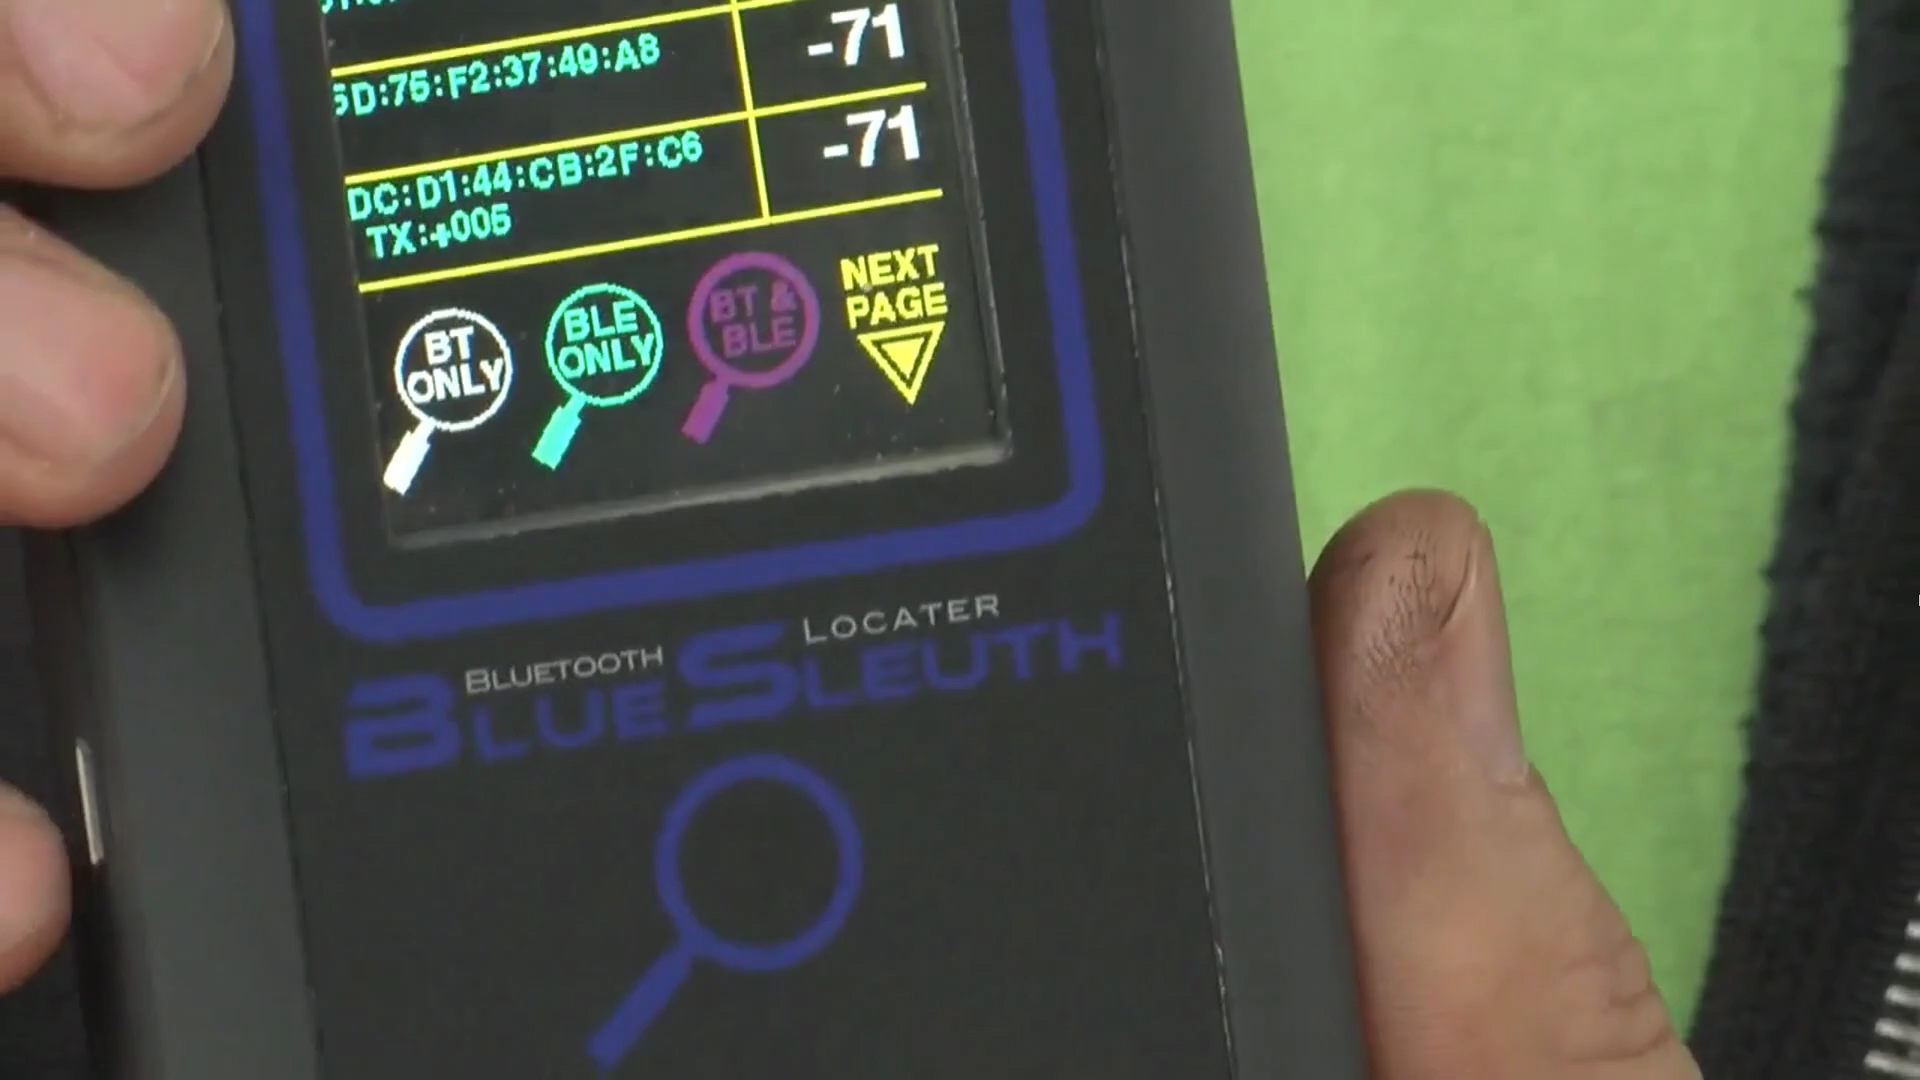 5D:75:F2:37:49:A8 -71
DC:D1:44:CB:2F:C6 -71
TX:+005
BT ONLY
BLE ONLY
BT & BLE
NEXT PAGE
BLUETOOTH LOCATER
BLUESLEUTH